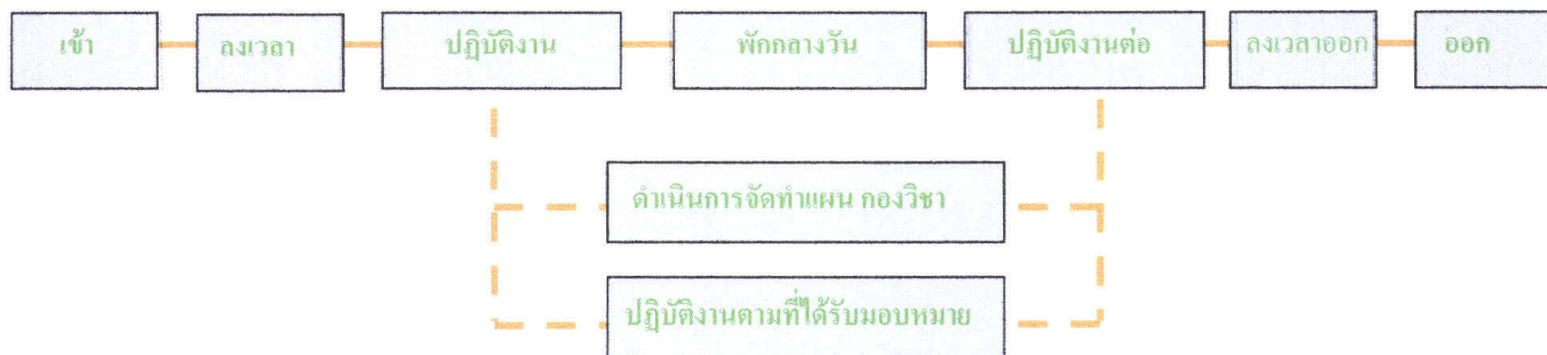 เข้า
ลงเวลา
ปฏิบัติงาน
พักกลางวัน
ปฏิบัติงานต่อ
ลงเวลาออก
ออก
ดำเนินการจัดทำแผน กองวิชา
ปฏิบัติงานตามที่ได้รับมอบหมาย